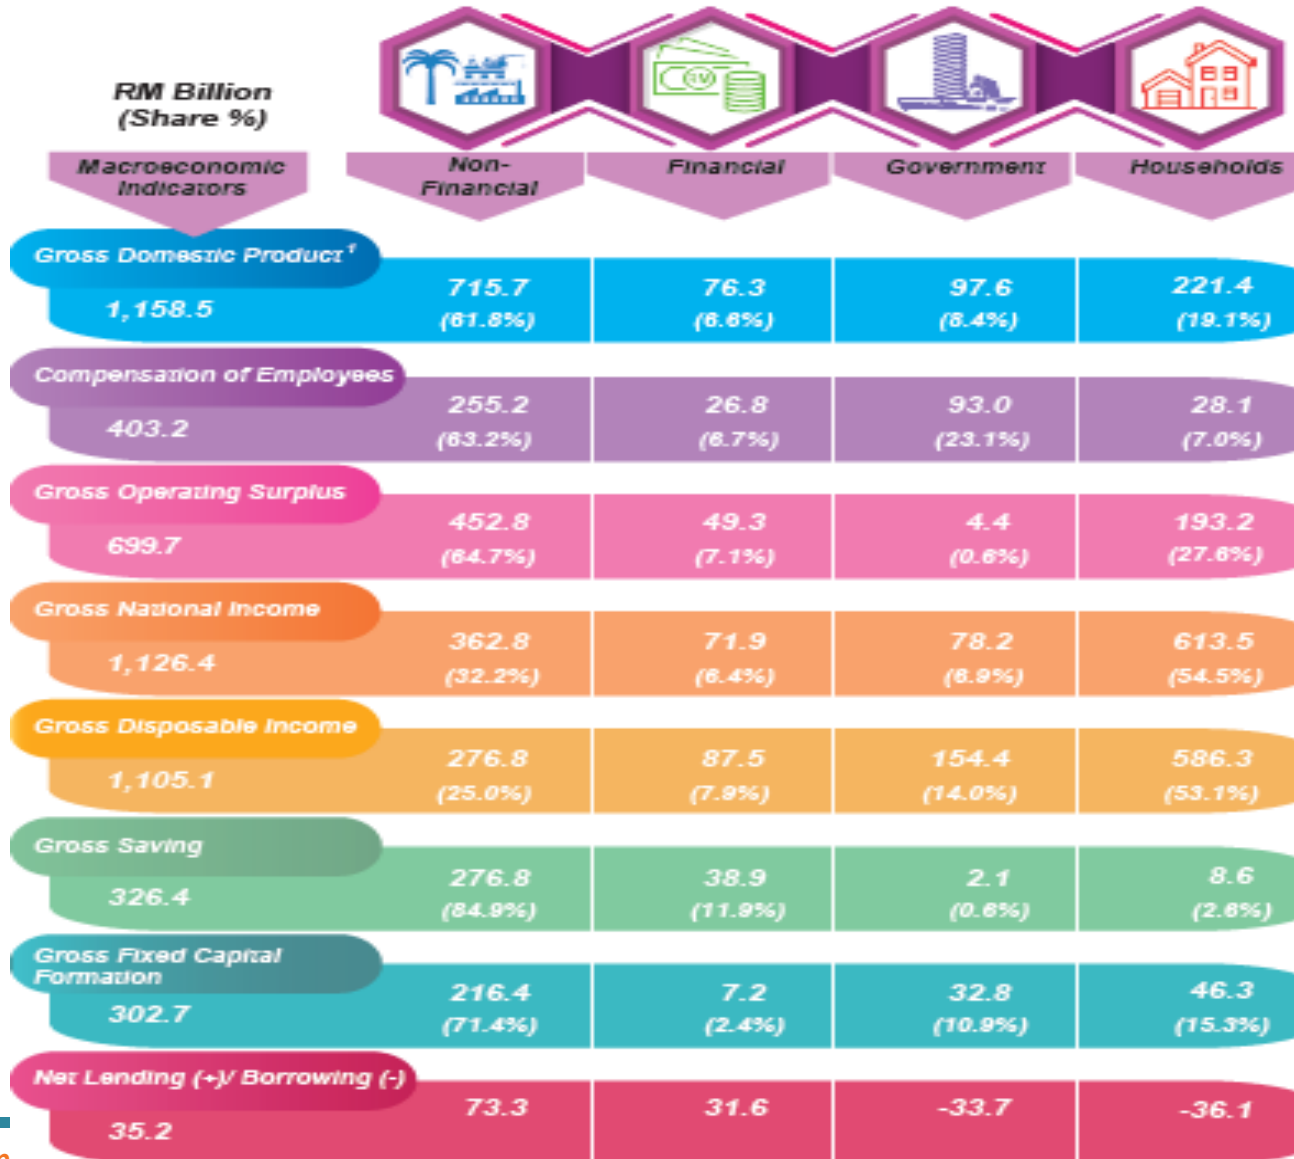 RM Billion
(Share %)
RM
Macroeconomic
Indicators
Non-
Financial
Financial
Government
Households
Gross Domestic Product¹
1,158.5
715.7 76.3 97.6 221.4
(61.8%) (6.6%) (8.4%) (19.1%)
Compensation of Employees
403.2
255.2 26.8 93.0 28.1
(63.2%) (6.7%) (23.1%) (7.0%)
Gross Operating Surplus
699.7
452.8 49.3 4.4 193.2
(64.7%) (7.1%) (0.6%) (27.6%)
Gross National Income
1,126.4
362.8 71.9 78.2 613.5
(32.2%) (6.4%) (6.9%) (54.5%)
Gross Disposable Income
1,105.1
276.8 87.5 154.4 586.3
(25.0%) (7.9%) (14.0%) (53.1%)
Gross Saving
326.4
276.8 38.9 2.1 8.6
(84.9%) (11.9%) (0.6%) (2.6%)
Gross Fixed Capital
Formation
302.7
216.4 7.2 32.8 46.3
(71.4%) (2.4%) (10.9%) (15.3%)
Net Lending (+)/ Borrowing (-)
35.2
73.3 31.6 -33.7 -36.1